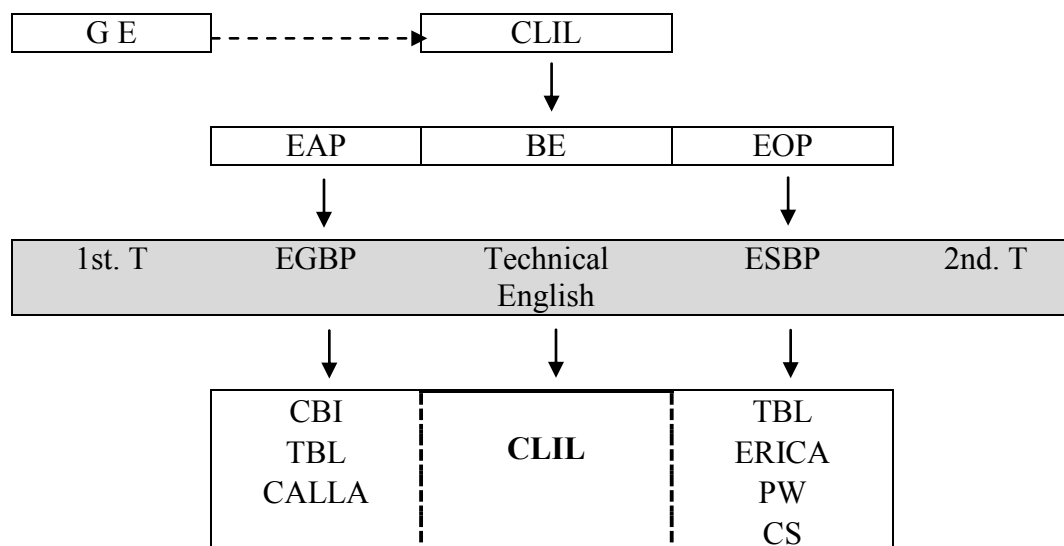 G E CLIL
EAP BE EOP
1st. T EGBP Technical ESBP 2nd. T
English
CBI TBL
TBL CLIL ERICA
CALLA PW
CS